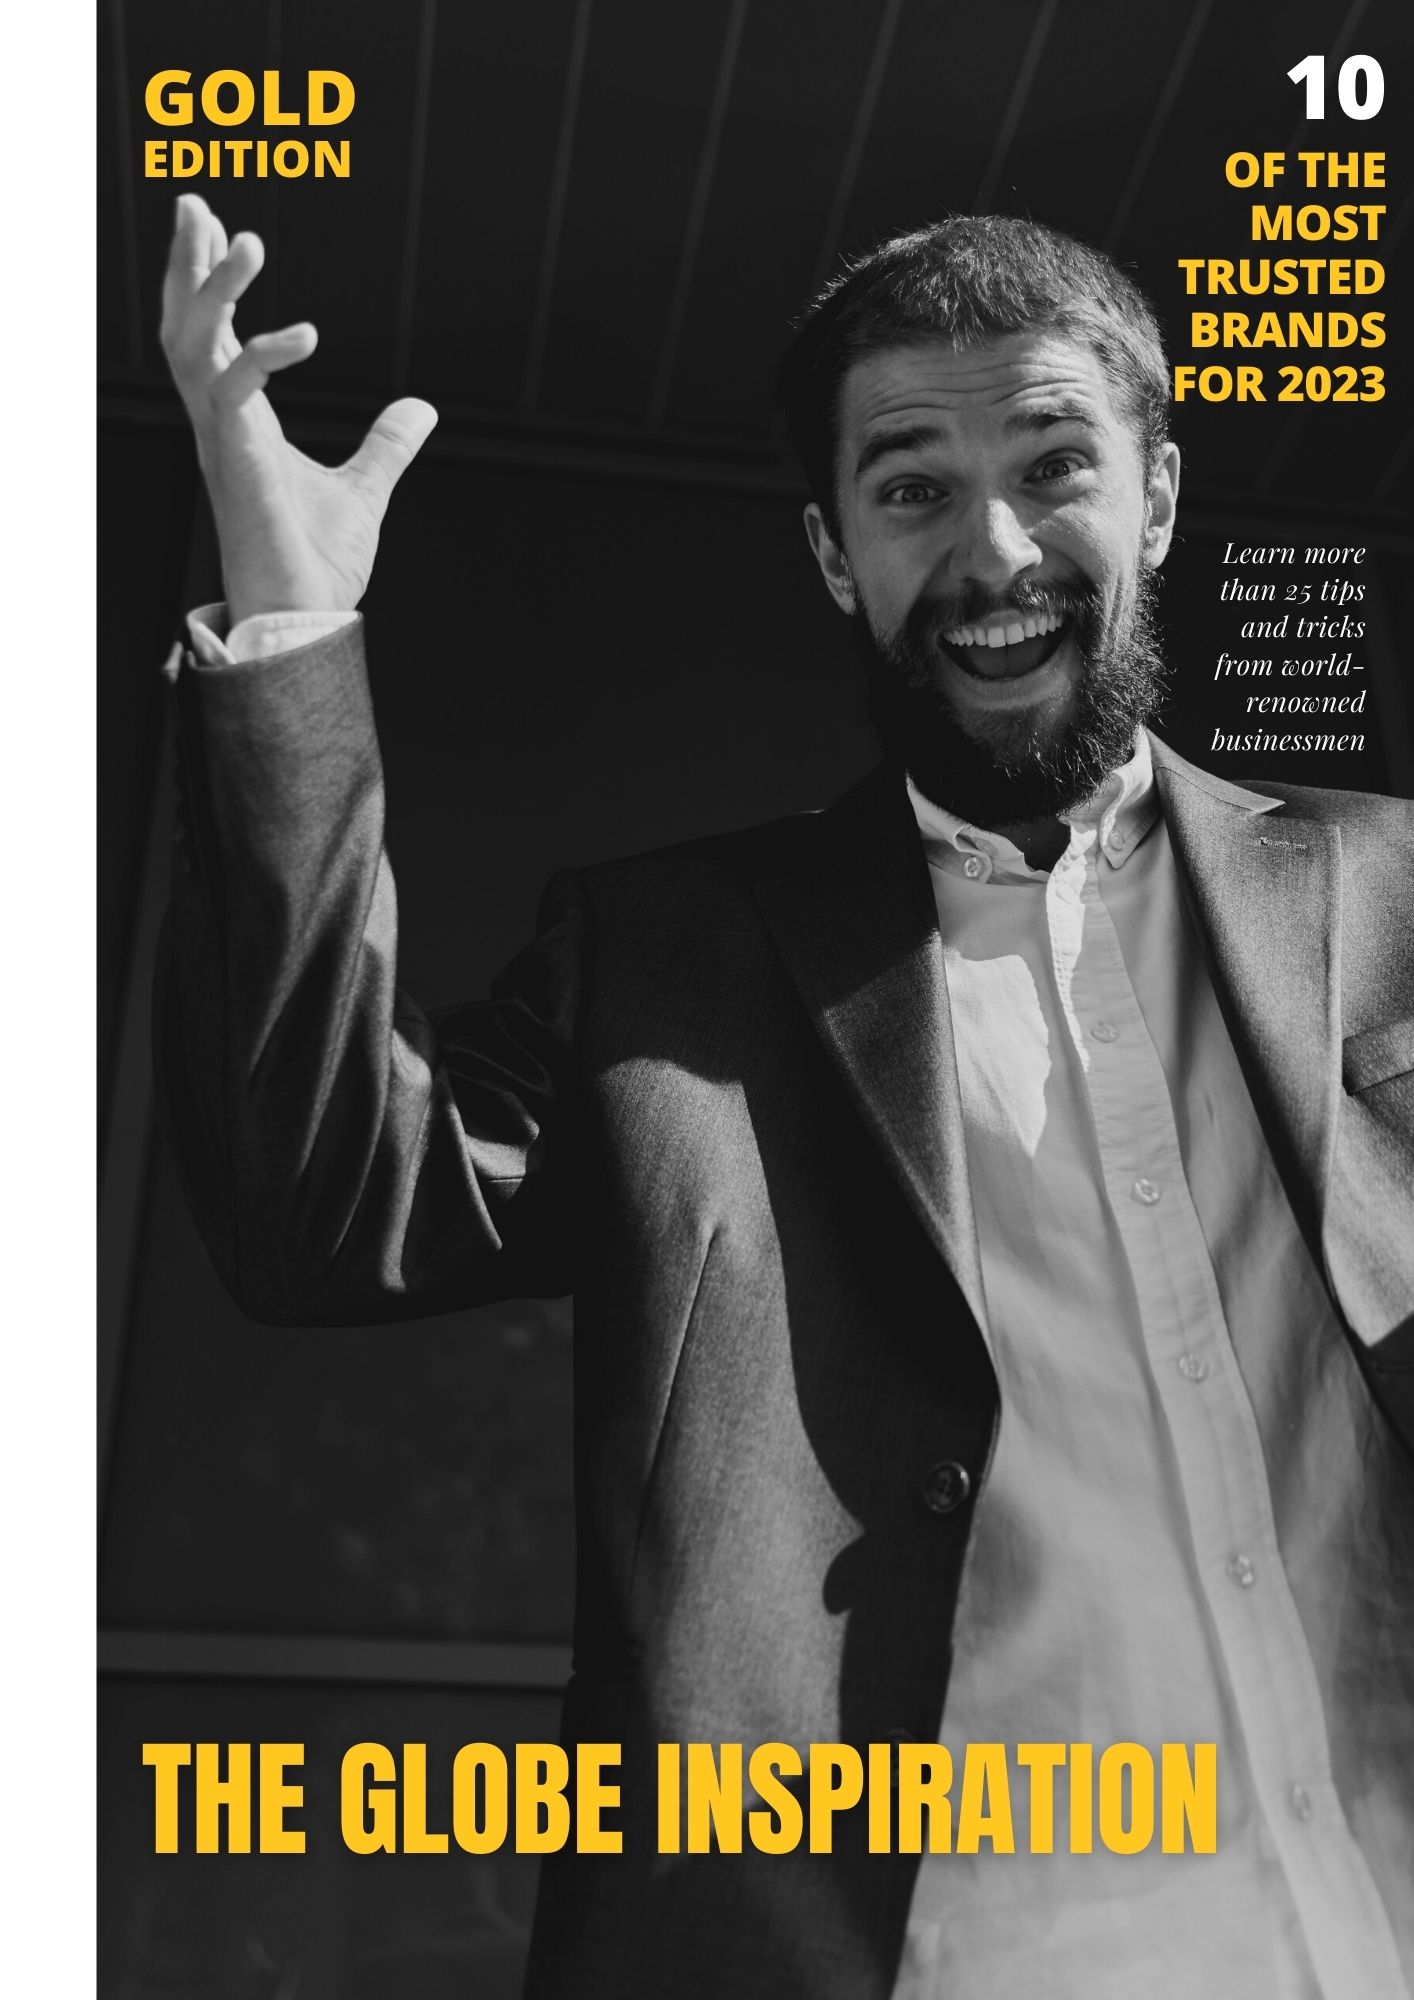 GOLD
EDITION
10
OF THE
MOST
TRUSTED
BRANDS
FOR 2023
Learn more
than 25 tips
and tricks
from world-
renowned
businessmen
THE GLOBE INSPIRATION